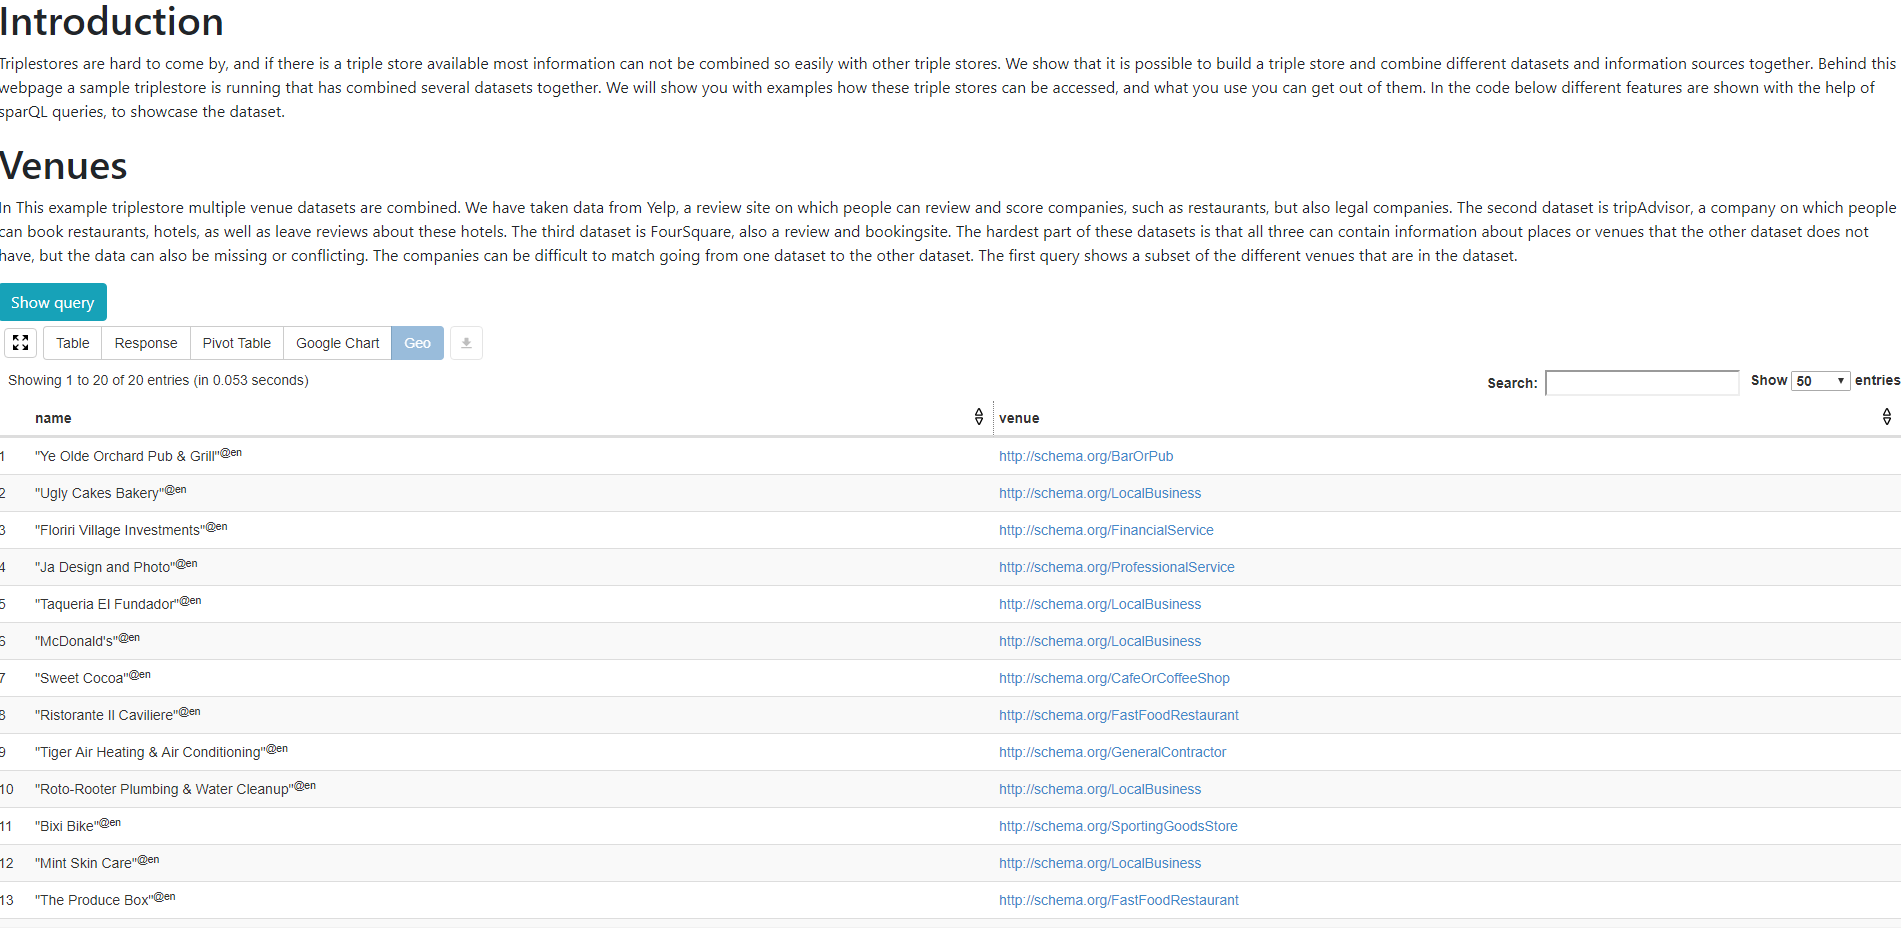 Introduction
Triplestores are hard to come by, and if there is a triple store available most information can not be combined so easily with other triple stores. We show that it is possible to build a triple store and combine different datasets and information sources together. Behind this
webpage a sample triplestore is running that has combined several datasets together. We will show you with examples how these triple stores can be accessed, and what you use you can get out of them. In the code below different features are shown with the help of
sparQL queries, to showcase the dataset.
Venues
In This example triplestore multiple venue datasets are combined. We have taken data from Yelp, a review site on which people can review and score companies, such as restaurants, but also legal companies. The second dataset is tripAdvisor, a company on which people
can book restaurants, hotels, as well as leave reviews about these hotels. The third dataset is FourSquare, also a review and bookingsite. The hardest part of these datasets is that all three can contain information about places or venues that the other dataset does not
have, but the data can also be missing or conflicting. The companies can be difficult to match going from one dataset to the other dataset. The first query shows a subset of the different venues that are in the dataset.
Show query
Table Response Pivot Table Google Chart Geo
Showing 1 to 20 of 20 entries (in 0.053 seconds) Search: Show 50 entries
name venue
1 "Ye Olde Orchard Pub & Grill"@en http://schema.org/BarOrPub
2 "Ugly Cakes Bakery"@en http://schema.org/LocalBusiness
3 "Floriri Village Investments"@en http://schema.org/FinancialService
4 "Ja Design and Photo"@en http://schema.org/ProfessionalService
5 "Taqueria El Fundador"@en http://schema.org/LocalBusiness
6 "McDonald's"@en http://schema.org/LocalBusiness
7 "Sweet Cocoa"@en http://schema.org/CafeOrCoffeeShop
8 "Ristorante Il Caviliere"@en http://schema.org/FastFoodRestaurant
9 "Tiger Air Heating & Air Conditioning"@en http://schema.org/GeneralContractor
10 "Roto-Rooter Plumbing & Water Cleanup"@en http://schema.org/LocalBusiness
11 "Bixi Bike"@en http://schema.org/SportingGoodsStore
12 "Mint Skin Care"@en http://schema.org/LocalBusiness
13 "The Produce Box"@en http://schema.org/FastFoodRestaurant